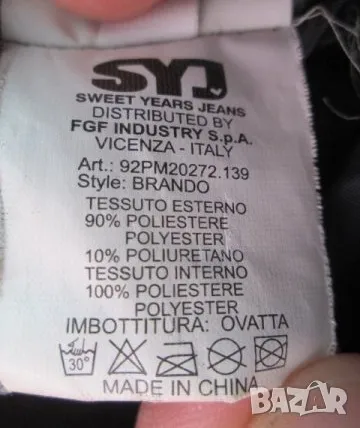 SYJ
SWEET YEARS JEANS
DISTRIBUTED BY
FGF INDUSTRY S.p.A.
VICENZA - ITALY
Art.: 92PM20272.139
Style: BRANDO
TESSUTO ESTERNO
90% POLIESTERE
POLYESTER
10% POLIURETANO
TESSUTO INTERNO
100% POLIESTERE
POLYESTER
IMBOTTITURA: OVATTA
30°
MADE IN CHINA
BAZAR